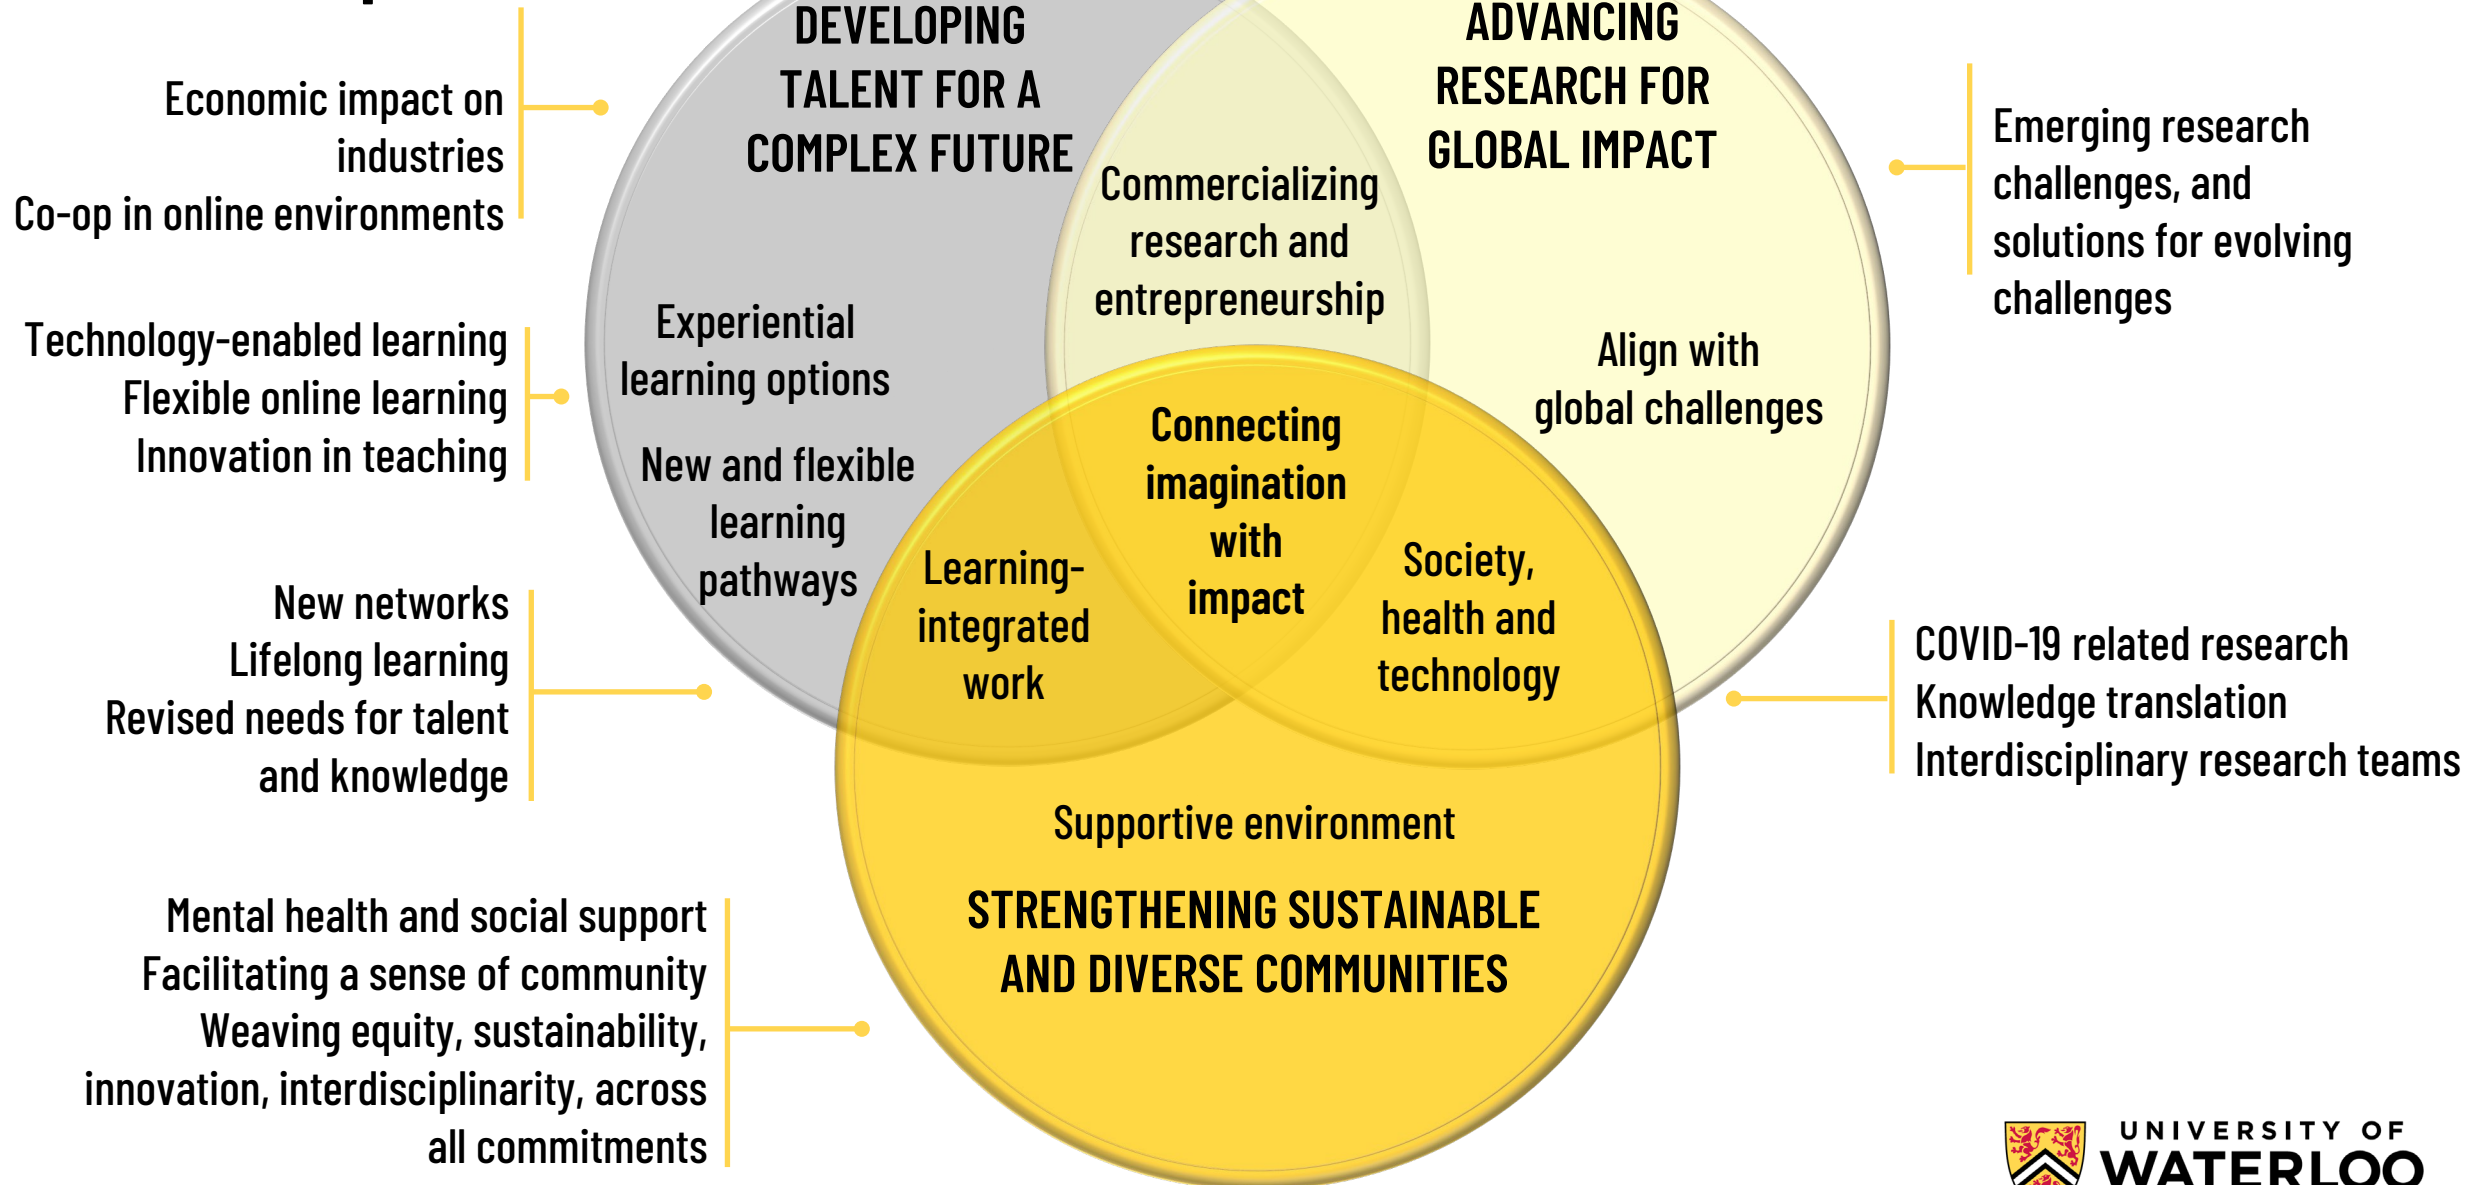 Economic impact on
industries
Co-op in online environments
Technology-enabled learning
Flexible online learning
Innovation in teaching
New networks
Lifelong learning
Revised needs for talent
and knowledge
Mental health and social support
Facilitating a sense of community
Weaving equity, sustainability,
innovation, interdisciplinarity, across
all commitments
DEVELOPING
TALENT FOR A
COMPLEX FUTURE
Experiential
learning options
New and flexible
learning
pathways
Commercializing
research and
entrepreneurship
ADVANCING
RESEARCH FOR
GLOBAL IMPACT
Align with
global challenges
Connecting
imagination
with
impact
Learning-
integrated
work
Society,
health and
technology
Supportive environment
STRENGTHENING SUSTAINABLE
AND DIVERSE COMMUNITIES
Emerging research
challenges, and
solutions for evolving
challenges
COVID-19 related research
Knowledge translation
Interdisciplinary research teams
UNIVERSITY OF
WATERLOO